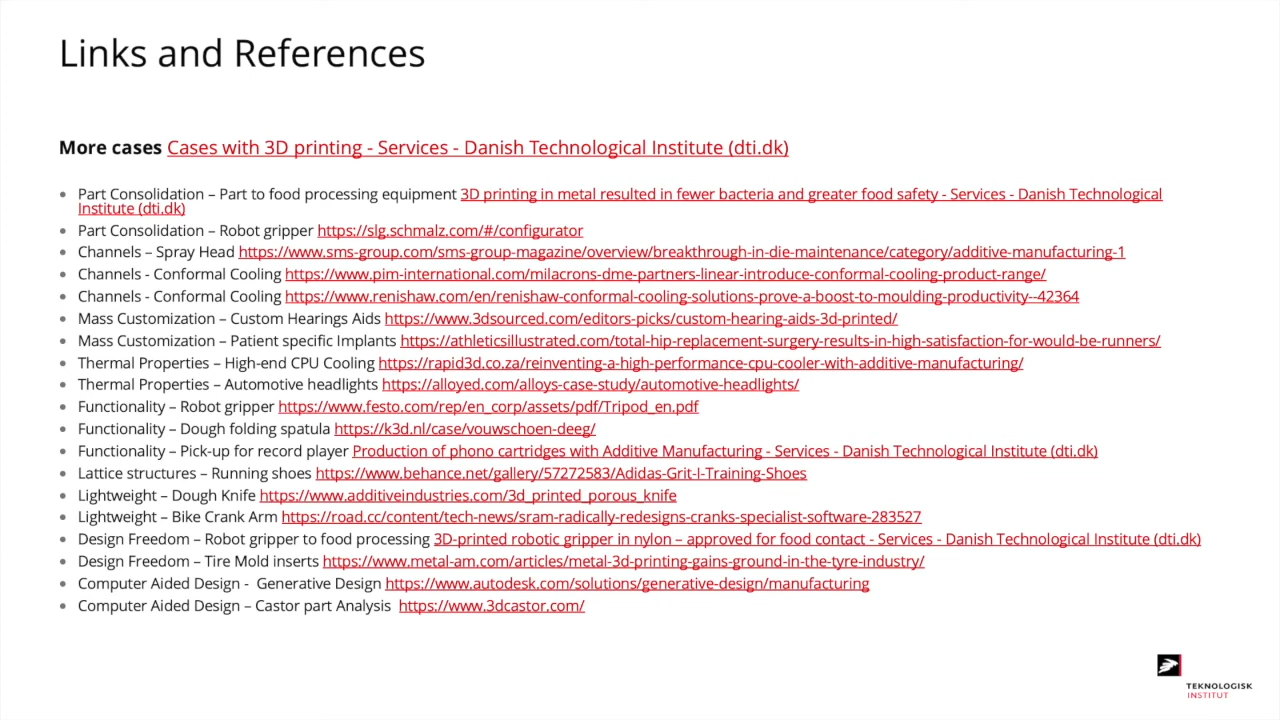 Links and References
More cases Cases with 3D printing - Services - Danish Technological Institute (dti.dk)
• Part Consolidation – Part to food processing equipment 3D printing in metal resulted in fewer bacteria and greater food safety - Services - Danish Technological
Institute (dti.dk)
• Part Consolidation – Robot gripper https://slg.schmalz.com/#/configurator
• Channels – Spray Head https://www.sms-group.com/sms-group-magazine/overview/breakthrough-in-die-maintenance/category/additive-manufacturing-1
• Channels - Conformal Cooling https://www.pim-international.com/milacrons-dme-partners-linear-introduce-conformal-cooling-product-range/
• Channels - Conformal Cooling https://www.renishaw.com/en/renishaw-conformal-cooling-solutions-prove-a-boost-to-moulding-productivity--42364
• Mass Customization – Custom Hearings Aids https://www.3dsourced.com/editors-picks/custom-hearing-aids-3d-printed/
• Mass Customization – Patient specific Implants https://athleticsillustrated.com/total-hip-replacement-surgery-results-in-high-satisfaction-for-would-be-runners/
• Thermal Properties – High-end CPU Cooling https://rapid3d.co.za/reinventing-a-high-performance-cpu-cooler-with-additive-manufacturing/
• Thermal Properties – Automotive headlights https://alloyed.com/alloys-case-study/automotive-headlights/
• Functionality – Robot gripper https://www.festo.com/rep/en_corp/assets/pdf/Tripod_en.pdf
• Functionality – Dough folding spatula https://k3d.nl/case/vouwschoen-deeg/
• Functionality – Pick-up for record player Production of phono cartridges with Additive Manufacturing - Services - Danish Technological Institute (dti.dk)
• Lattice structures – Running shoes https://www.behance.net/gallery/57272583/Adidas-Grit-I-Training-Shoes
• Lightweight – Dough Knife https://www.additiveindustries.com/3d_printed_porous_knife
• Lightweight – Bike Crank Arm https://road.cc/content/tech-news/sram-radically-redesigns-cranks-specialist-software-283527
• Design Freedom – Robot gripper to food processing 3D-printed robotic gripper in nylon – approved for food contact - Services - Danish Technological Institute (dti.dk)
• Design Freedom – Tire Mold inserts https://www.metal-am.com/articles/metal-3d-printing-gains-ground-in-the-tyre-industry/
• Computer Aided Design -  Generative Design https://www.autodesk.com/solutions/generative-design/manufacturing
• Computer Aided Design – Castor part Analysis  https://www.3dcastor.com/
TEKNOLOGISK
INSTITUT